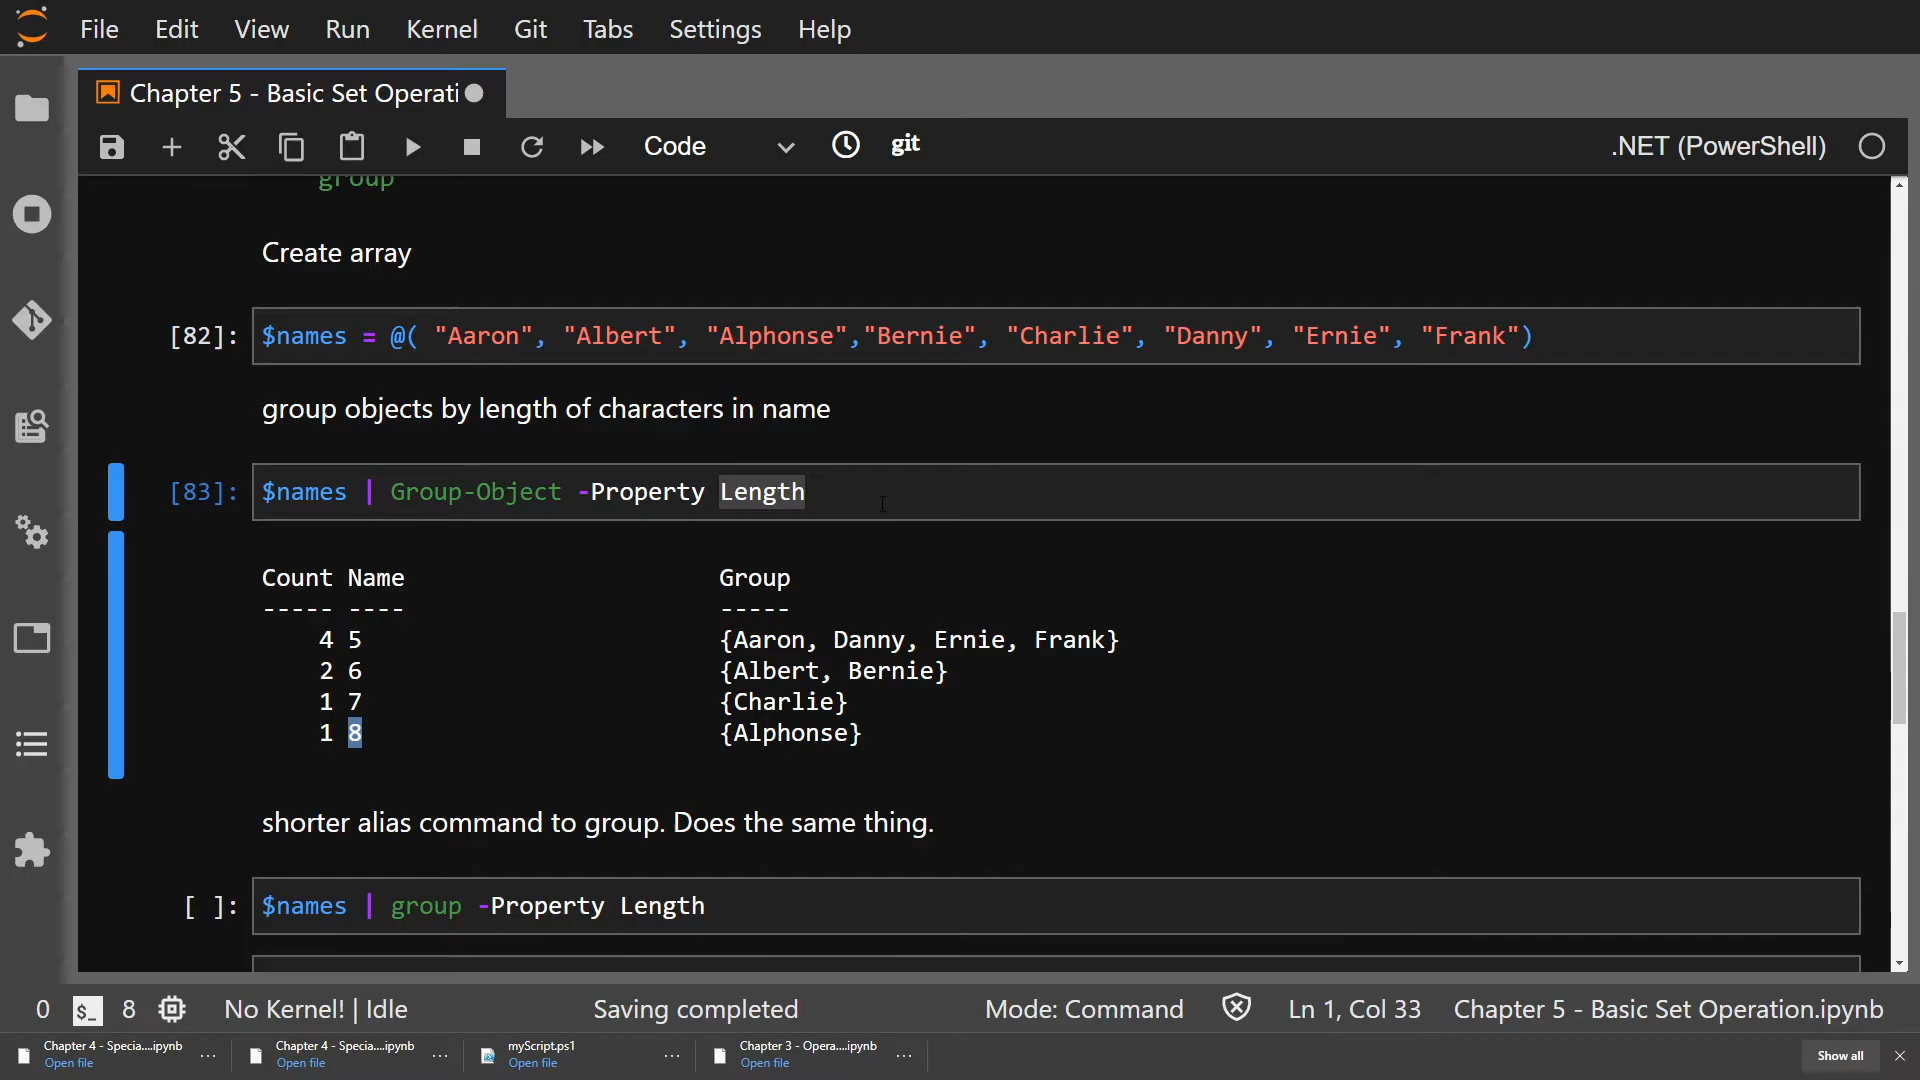 File Edit View Run Kernel Git Tabs Settings Help
Chapter 5 - Basic Set Operati
Code git .NET (PowerShell)
group
Create array
[82]: $names = @( "Aaron", "Albert", "Alphonse","Bernie", "Charlie", "Danny", "Ernie", "Frank")
group objects by length of characters in name
[83]: $names | Group-Object -Property Length
Count Name Group
----- ---- -----
4 5 {Aaron, Danny, Ernie, Frank}
2 6 {Albert, Bernie}
1 7 {Charlie}
1 8 {Alphonse}
shorter alias command to group. Does the same thing.
[ ]: $names | group -Property Length
0 $_ 8 No Kernel! | Idle Saving completed Mode: Command Ln 1, Col 33 Chapter 5 - Basic Set Operation.ipynb
Chapter 4 - Specia....ipynb Chapter 4 - Specia....ipynb myScript.ps1 Chapter 3 - Opera....ipynb Show all
Open file Open file Open file Open file